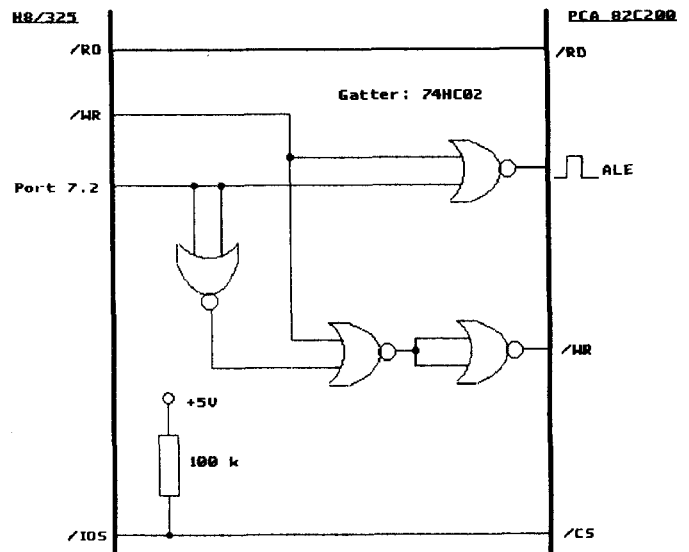 H8/325
PCA 82C200
/RD
/RD
Gatter: 74HC02
/WR
ALE
Port 7.2
/WR
+5V
100 k
/IOS
/CS